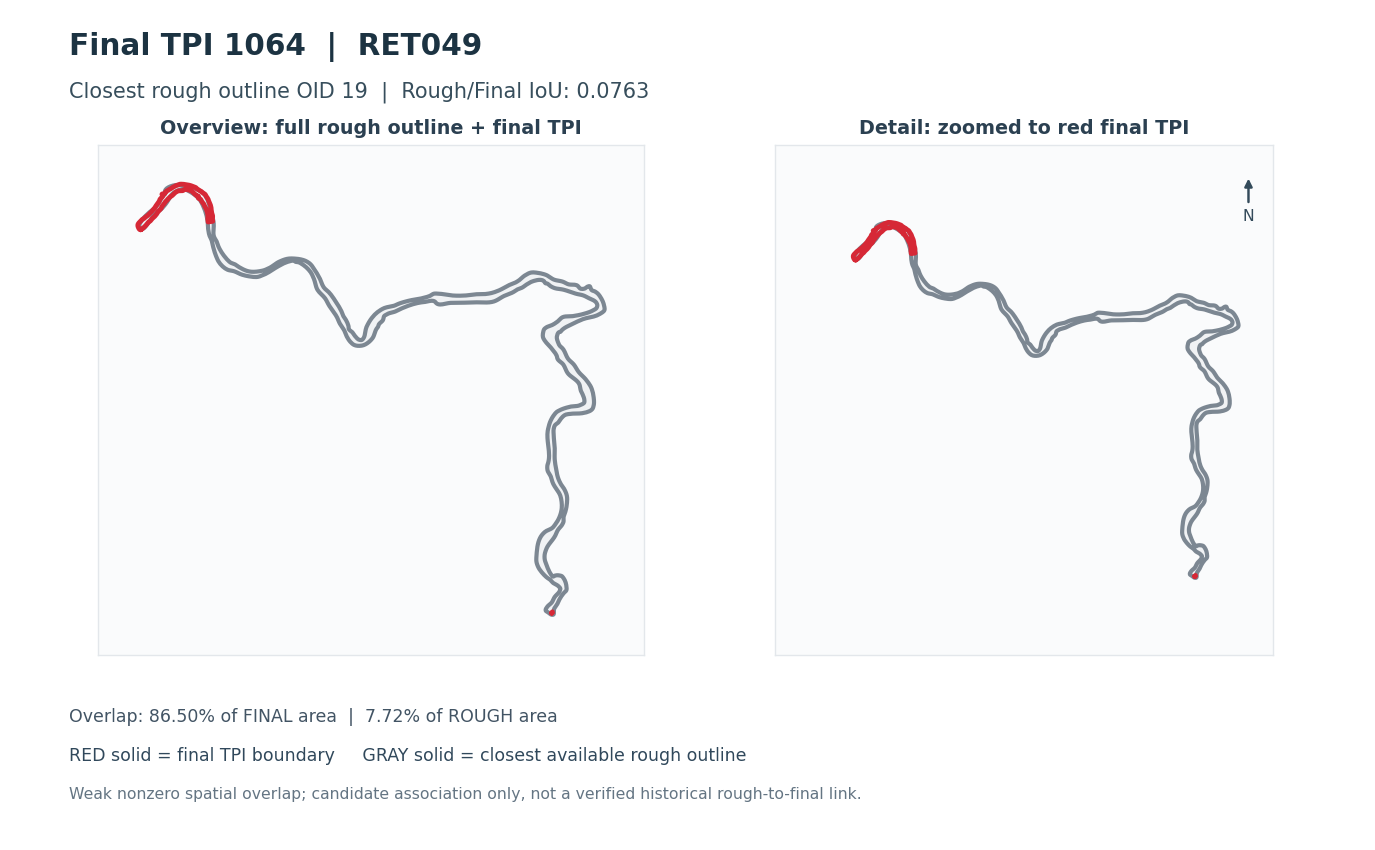 Final TPI 1064  |  RET049
Closest rough outline OID 19  |  Rough/Final IoU: 0.0763
Overview: full rough outline + final TPI
Detail: zoomed to red final TPI
N
Overlap: 86.50% of FINAL area  |  7.72% of ROUGH area
RED solid = final TPI boundary     GRAY solid = closest available rough outline
Weak nonzero spatial overlap; candidate association only, not a verified historical rough-to-final link.